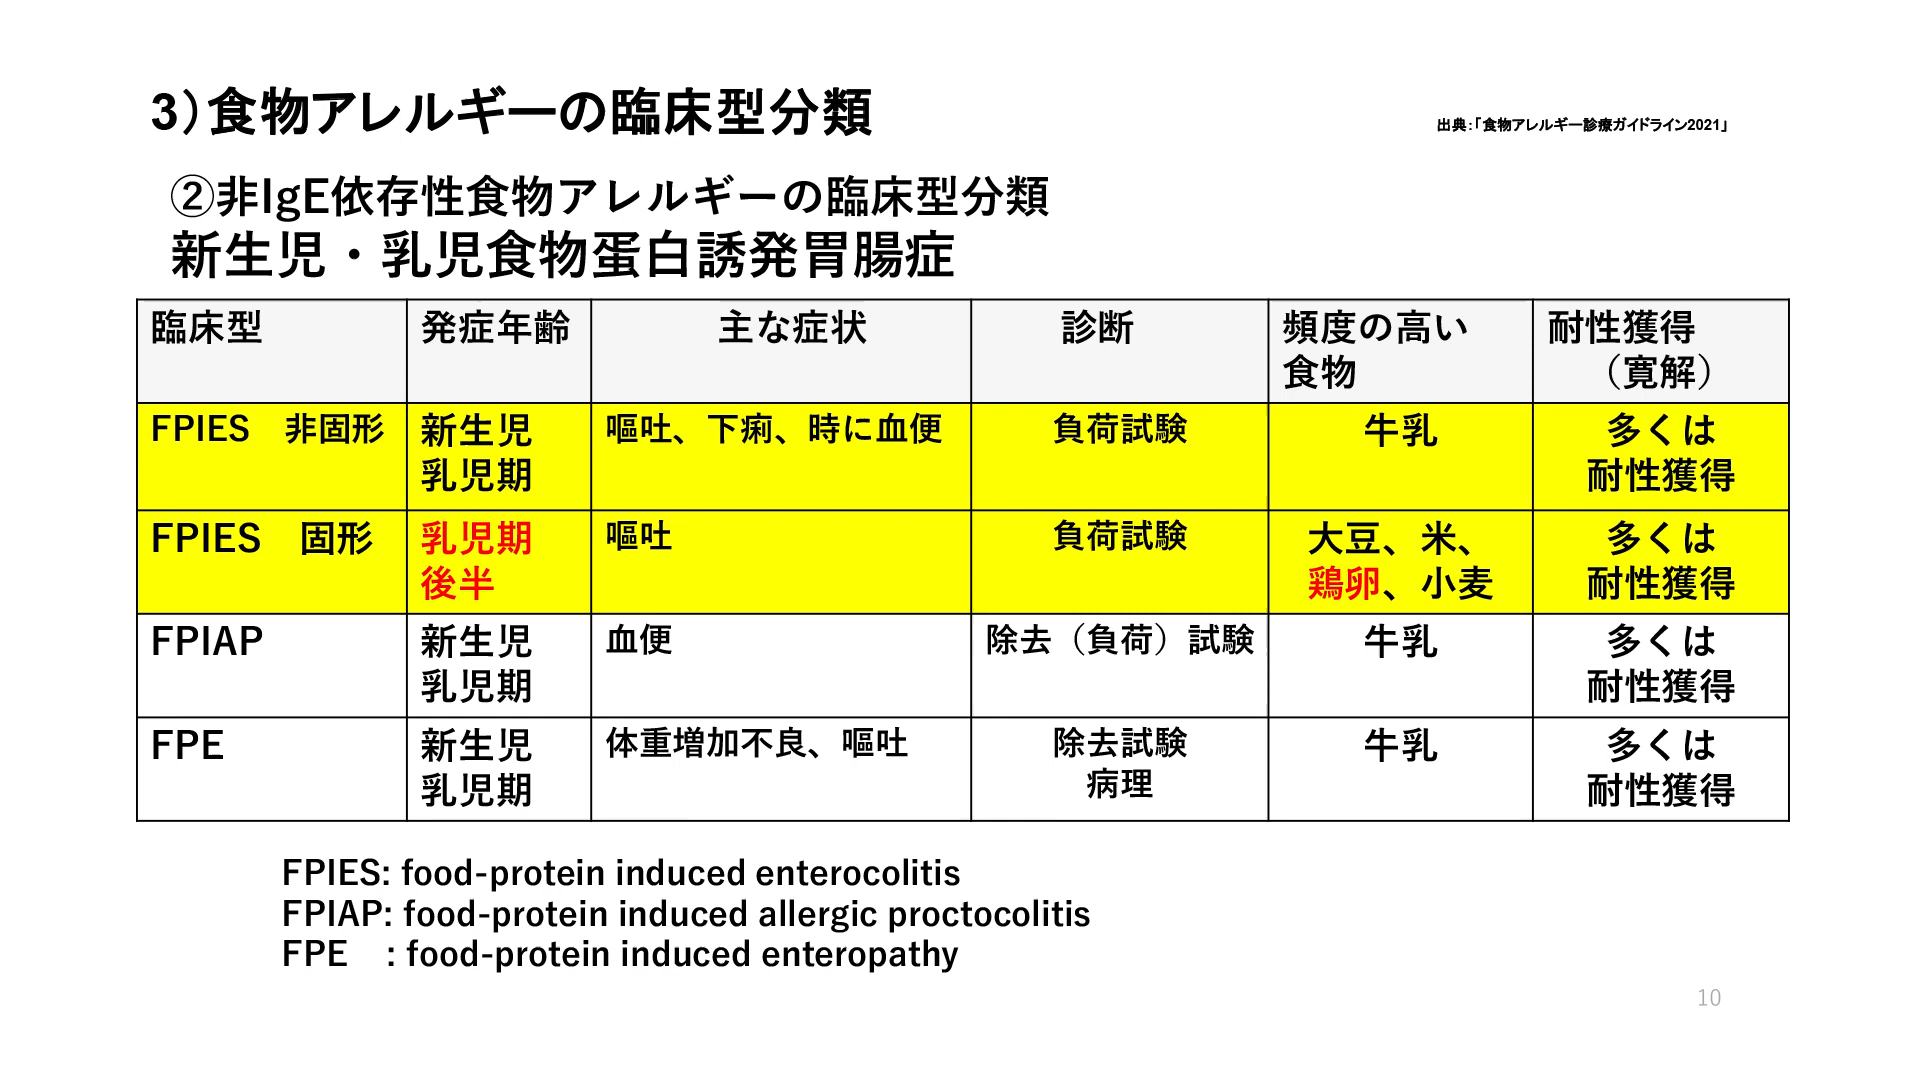 3）食物アレルギーの臨床型分類
出典：「食物アレルギー診療ガイドライン2021」
②非IgE依存性食物アレルギーの臨床型分類
新生児・乳児食物蛋白誘発胃腸症
臨床型
発症年齢
主な症状
診断
頻度の高い
食物
耐性獲得
（寛解）
FPIES　非固形
新生児
乳児期
嘔吐、下痢、時に血便
負荷試験
牛乳
多くは
耐性獲得
FPIES　固形
乳児期
後半
嘔吐
負荷試験
大豆、米、
鶏卵、小麦
多くは
耐性獲得
FPIAP
新生児
乳児期
血便
除去（負荷）試験
牛乳
多くは
耐性獲得
FPE
新生児
乳児期
体重増加不良、嘔吐
除去試験
病理
牛乳
多くは
耐性獲得
FPIES: food-protein induced enterocolitis
FPIAP: food-protein induced allergic proctocolitis
FPE　: food-protein induced enteropathy
10